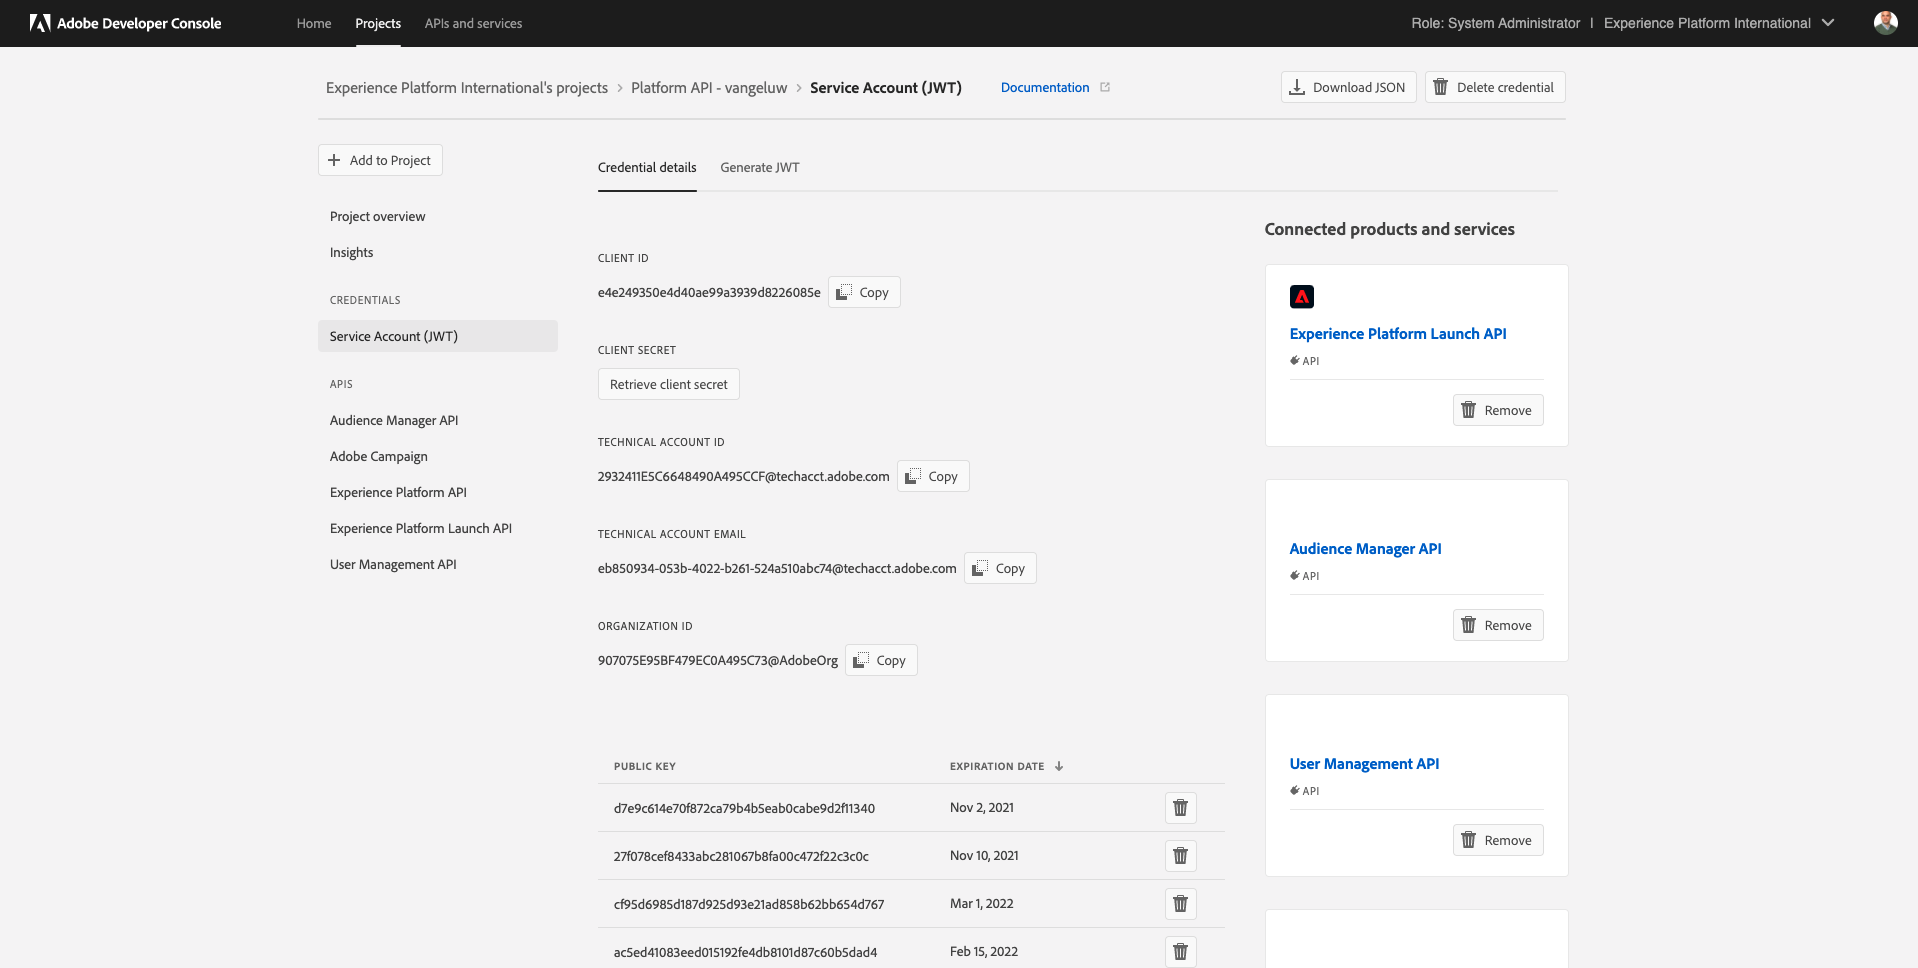 Adobe Developer Console
Home
Projects
APIs and services
Role: System Administrator | Experience Platform International
Experience Platform International's projects > Platform API - vangeluw > Service Account (JWT)
Documentation
Download JSON
Delete credential
Add to Project
Project overview
Insights
CREDENTIALS
Service Account (JWT)
APIS
Audience Manager API
Adobe Campaign
Experience Platform API
Experience Platform Launch API
User Management API
Credential details
Generate JWT
CLIENT ID
e4e249350e4d40ae99a3939d8226085e
Copy
CLIENT SECRET
Retrieve client secret
TECHNICAL ACCOUNT ID
2932411E5C6648490A495CCF@techacct.adobe.com
Copy
TECHNICAL ACCOUNT EMAIL
eb850934-053b-4022-b261-524a510abc74@techacct.adobe.com
Copy
ORGANIZATION ID
907075E95BF479EC0A495C73@AdobeOrg
Copy
PUBLIC KEY
EXPIRATION DATE
d7e9c614e70f872ca79b4b5eab0cabe9d2f11340
Nov 2, 2021
27f078cef8433abc281067b8fa00c472f22c3c0c
Nov 10, 2021
cf95d6985d187d925d93e21ad858b62bb654d767
Mar 1, 2022
ac5ed41083eed015192fe4db8101d87c60b5dad4
Feb 15, 2022
Connected products and services
Experience Platform Launch API
API
Remove
Audience Manager API
API
Remove
User Management API
API
Remove